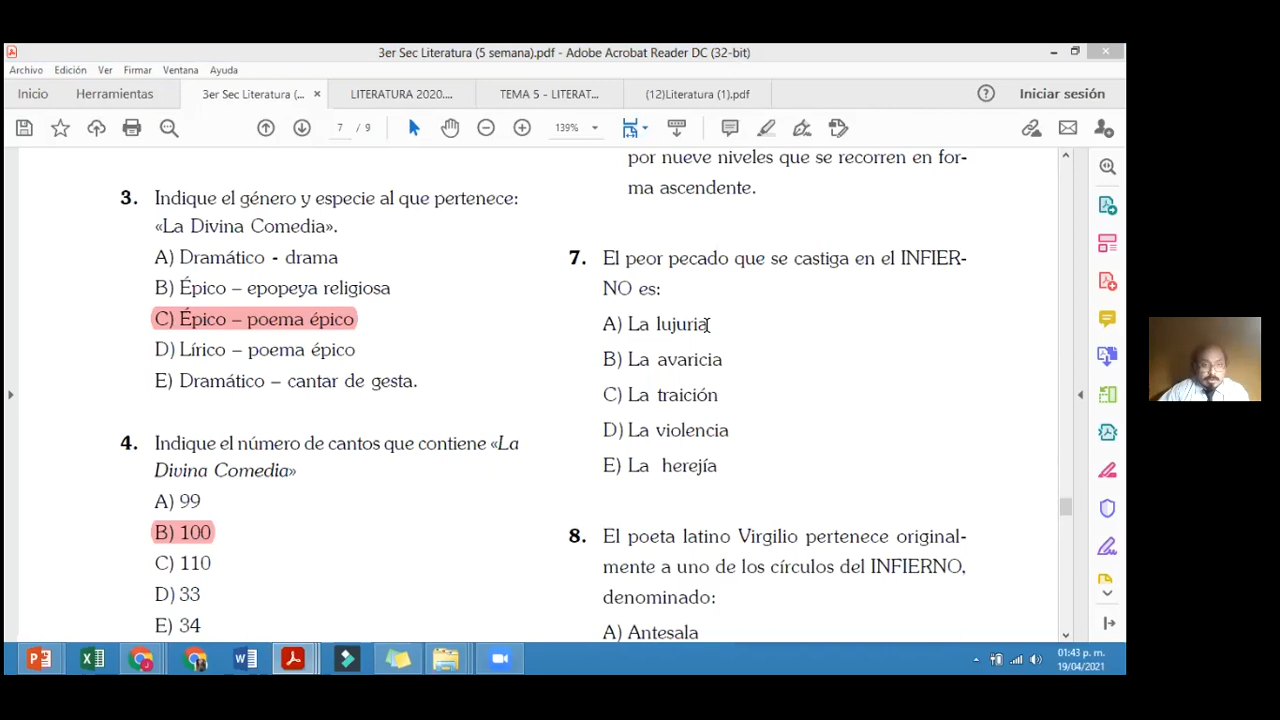 3er Sec Literatura (5 semana).pdf - Adobe Acrobat Reader DC (32-bit)
Archivo Edición Ver Firmar Ventana Ayuda
Inicio Herramientas 3er Sec Literatura (... × LITERATURA 2020.... TEMA 5 - LITERAT... (12)Literatura (1).pdf Iniciar sesión
7 / 9 139%
3. Indique el género y especie al que pertenece:
«La Divina Comedia».
A) Dramático - drama
B) Épico – epopeya religiosa
C) Épico – poema épico
D) Lírico – poema épico
E) Dramático – cantar de gesta.
4. Indique el número de cantos que contiene «La
Divina Comedia»
A) 99
B) 100
C) 110
D) 33
E) 34
por nueve niveles que se recorren en for-
ma ascendente.
7. El peor pecado que se castiga en el INFIER-
NO es:
A) La lujuria
B) La avaricia
C) La traición
D) La violencia
E) La herejía
8. El poeta latino Virgilio pertenece original-
mente a uno de los círculos del INFIERNO,
denominado:
A) Antesala
01:43 p. m.
19/04/2021